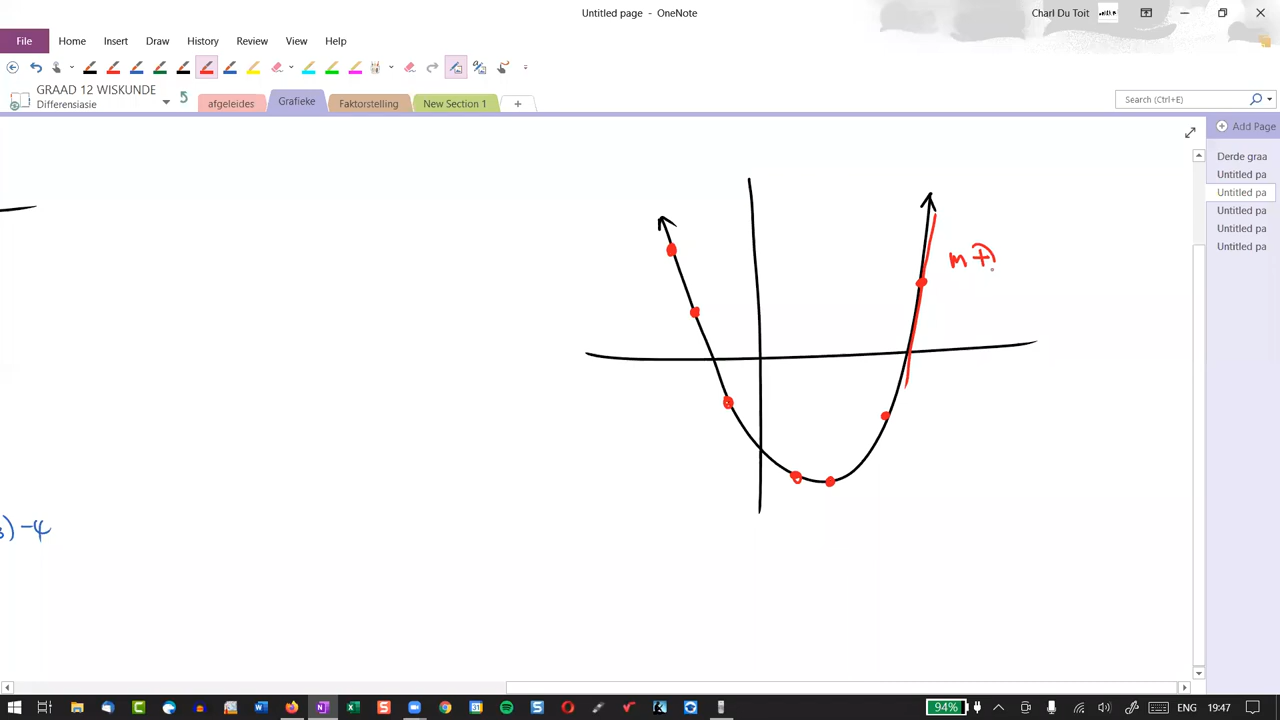 Untitled page - OneNote
Charl Du Toit
File Home Insert Draw History Review View Help
GRAAD 12 WISKUNDE
Differensiasie
afgeleides Grafieke Faktorstelling New Section 1 +
Search (Ctrl+E)
Add Page
Derde graa
Untitled pa
Untitled pa
Untitled pa
Untitled pa
Untitled pa
m +
) -4
94% ENG 19:47